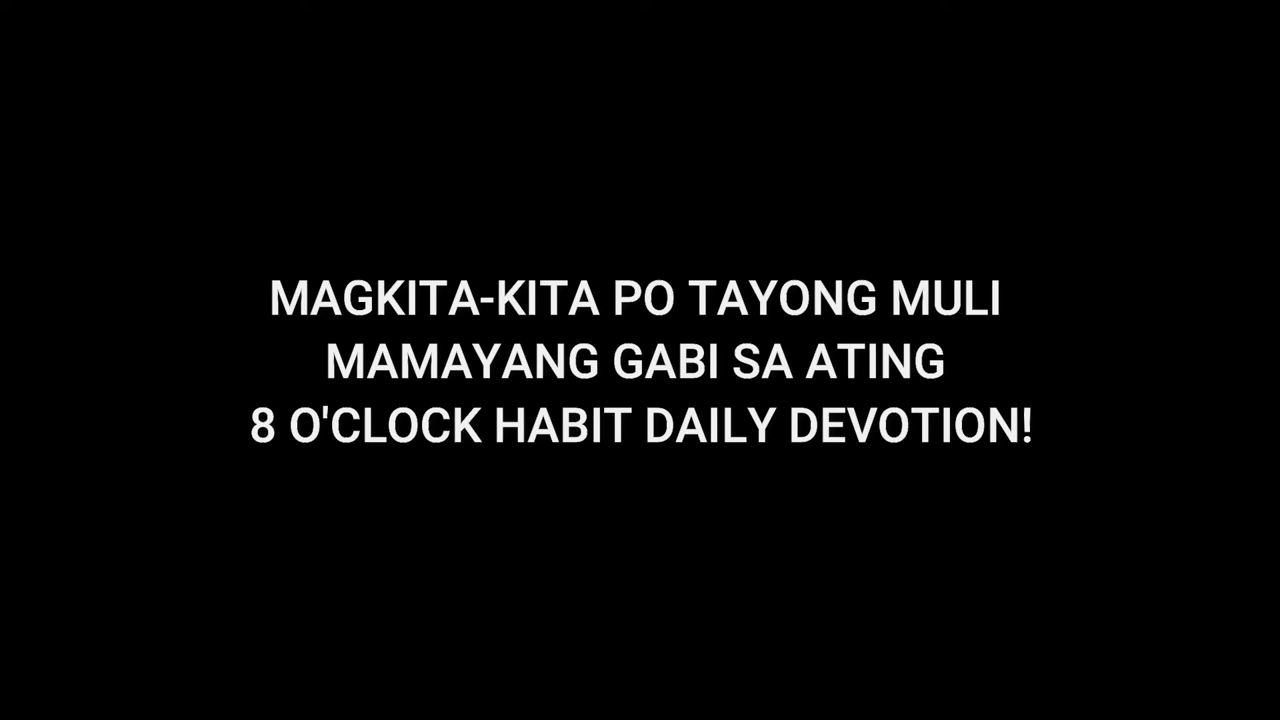 MAGKITA-KITA PO TAYONG MULI
MAMAYANG GABI SA ATING
8 O'CLOCK HABIT DAILY DEVOTION!